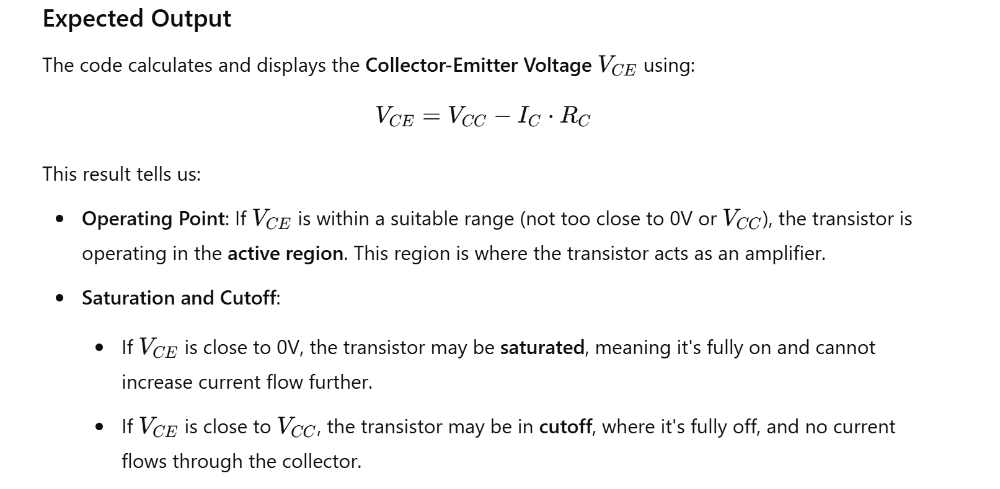 Expected Output
The code calculates and displays the Collector-Emitter Voltage V_{CE} using:
V_{CE} = V_{CC} − I_C · R_C
This result tells us:
• Operating Point: If V_{CE} is within a suitable range (not too close to 0V or V_{CC}), the transistor is
operating in the active region. This region is where the transistor acts as an amplifier.
• Saturation and Cutoff:
• If V_{CE} is close to 0V, the transistor may be saturated, meaning it's fully on and cannot
increase current flow further.
• If V_{CE} is close to V_{CC}, the transistor may be in cutoff, where it's fully off, and no current
flows through the collector.